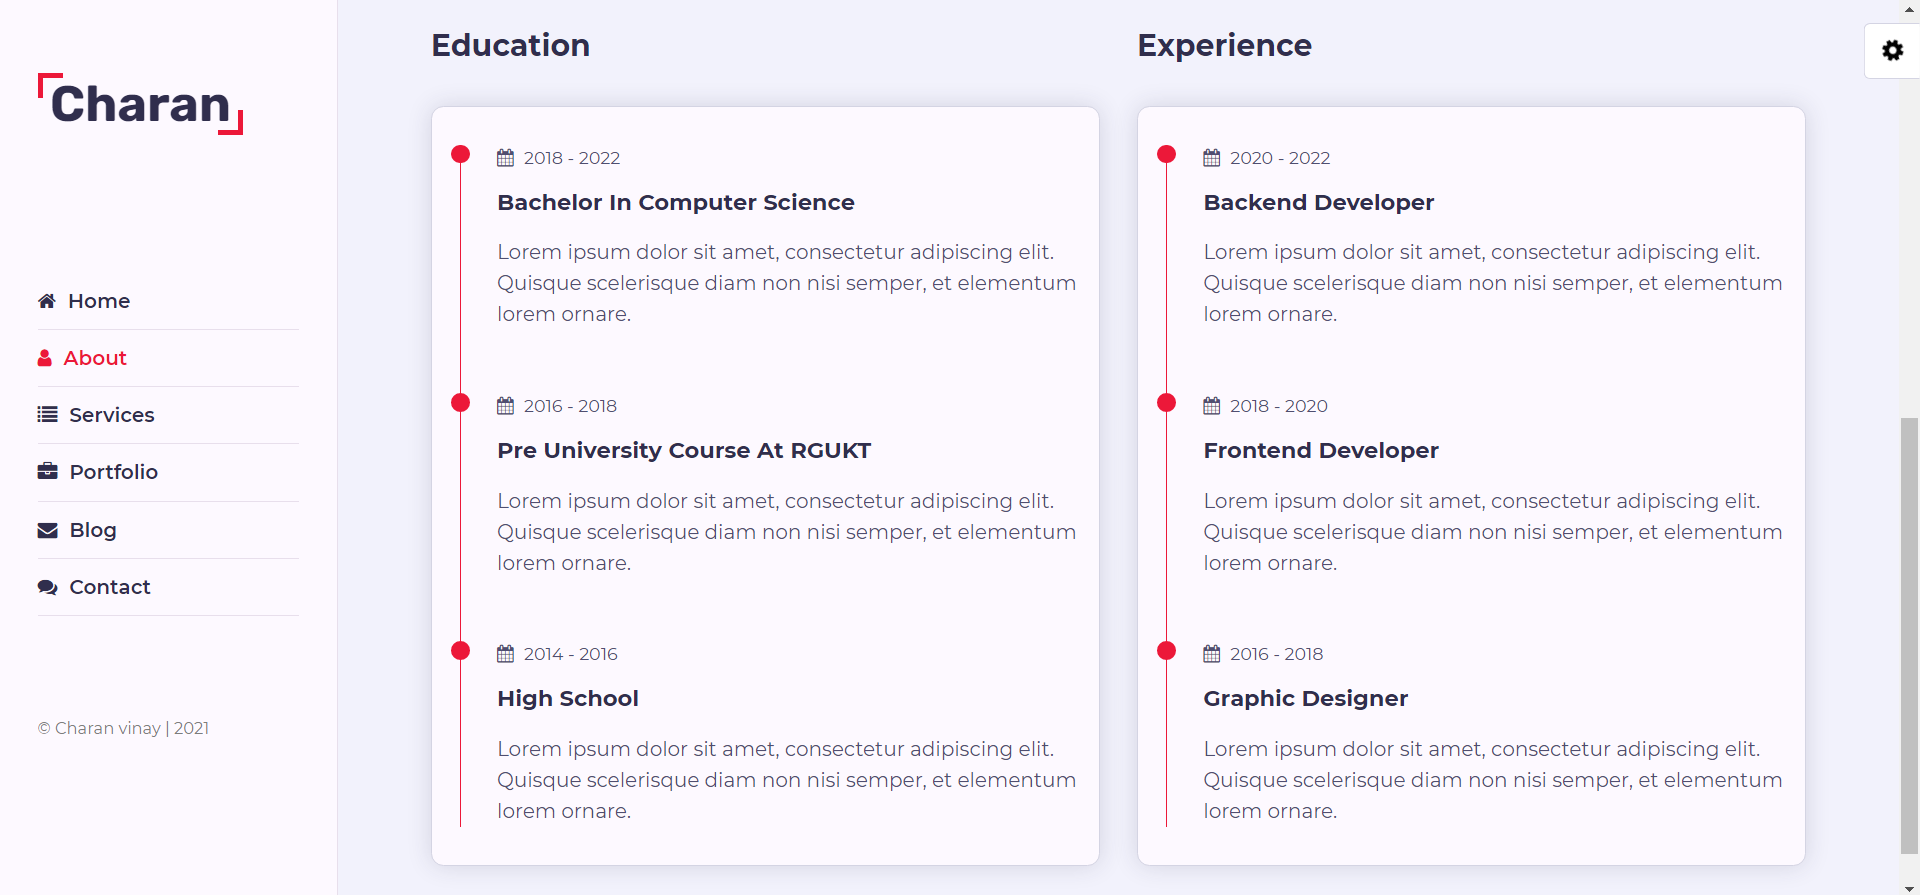 Charan
Home
About
Services
Portfolio
Blog
Contact
© Charan vinay | 2021
Education
2018 - 2022
Bachelor In Computer Science
Lorem ipsum dolor sit amet, consectetur adipiscing elit.
Quisque scelerisque diam non nisi semper, et elementum
lorem ornare.
2016 - 2018
Pre University Course At RGUKT
Lorem ipsum dolor sit amet, consectetur adipiscing elit.
Quisque scelerisque diam non nisi semper, et elementum
lorem ornare.
2014 - 2016
High School
Lorem ipsum dolor sit amet, consectetur adipiscing elit.
Quisque scelerisque diam non nisi semper, et elementum
lorem ornare.
Experience
2020 - 2022
Backend Developer
Lorem ipsum dolor sit amet, consectetur adipiscing elit.
Quisque scelerisque diam non nisi semper, et elementum
lorem ornare.
2018 - 2020
Frontend Developer
Lorem ipsum dolor sit amet, consectetur adipiscing elit.
Quisque scelerisque diam non nisi semper, et elementum
lorem ornare.
2016 - 2018
Graphic Designer
Lorem ipsum dolor sit amet, consectetur adipiscing elit.
Quisque scelerisque diam non nisi semper, et elementum
lorem ornare.